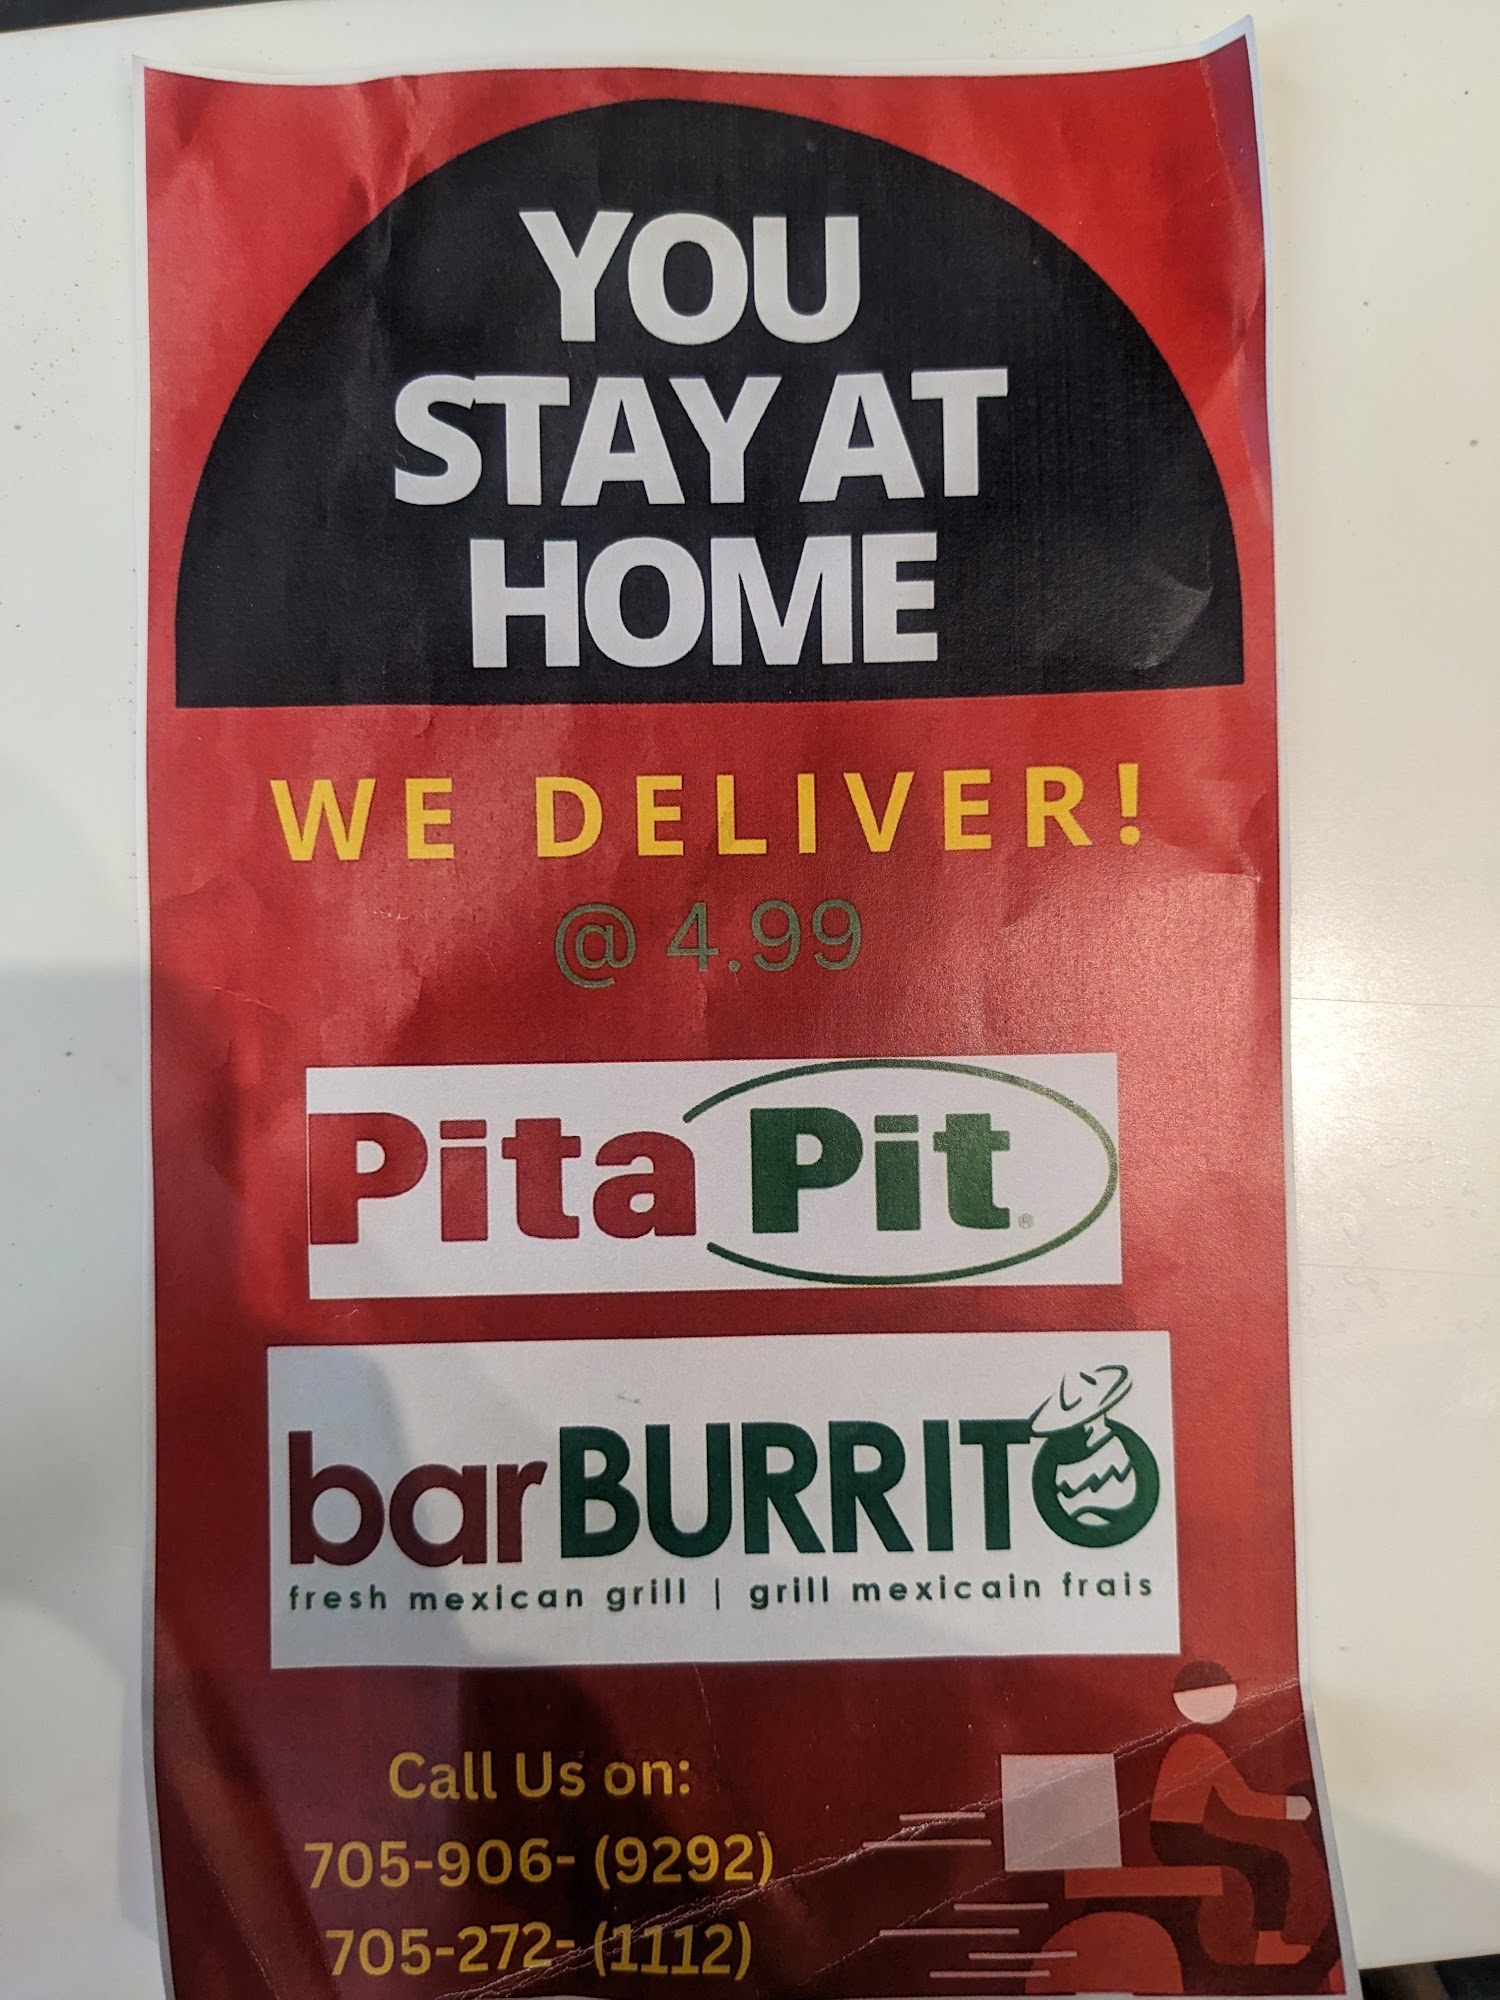 YOU
STAY AT
HOME
WE DELIVER!
@ 4.99
Pita Pit®
barBURRITO
fresh mexican grill | grill mexicain frais
Call Us on:
705-906- (9292)
705-272- (1112)